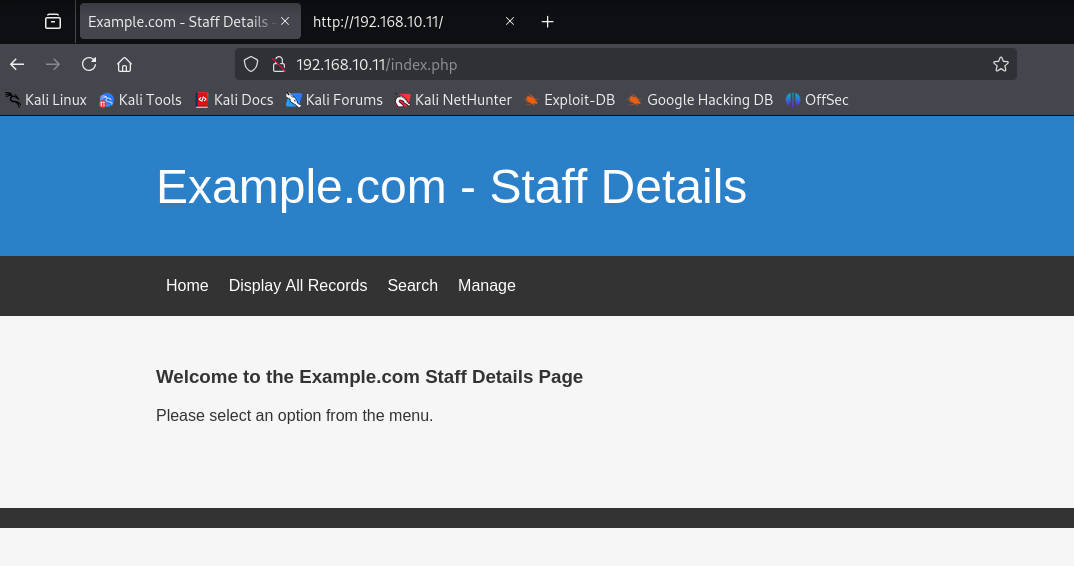 Example.com - Staff Details -
http://192.168.10.11/
192.168.10.11/index.php
Kali Linux Kali Tools Kali Docs Kali Forums Kali NetHunter Exploit-DB Google Hacking DB OffSec
Example.com - Staff Details
Home Display All Records Search Manage
Welcome to the Example.com Staff Details Page
Please select an option from the menu.